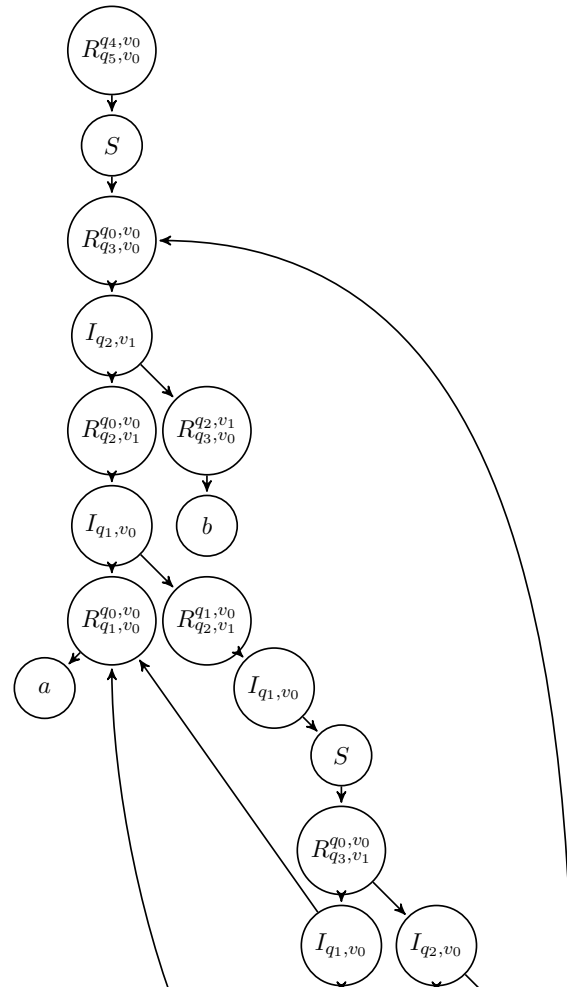 $R^{q_4,v_0}_{q_5,v_0}$
$S$
$R^{q_0,v_0}_{q_3,v_0}$
$I_{q_2,v_1}$
$R^{q_0,v_0}_{q_2,v_1}$ $R^{q_2,v_1}_{q_3,v_0}$
$I_{q_1,v_0}$ $b$
$R^{q_0,v_0}_{q_1,v_0}$ $R^{q_1,v_0}_{q_2,v_1}$
$a$ $I_{q_1,v_0}$
$S$
$R^{q_0,v_0}_{q_3,v_1}$
$I_{q_1,v_0}$ $I_{q_2,v_0}$